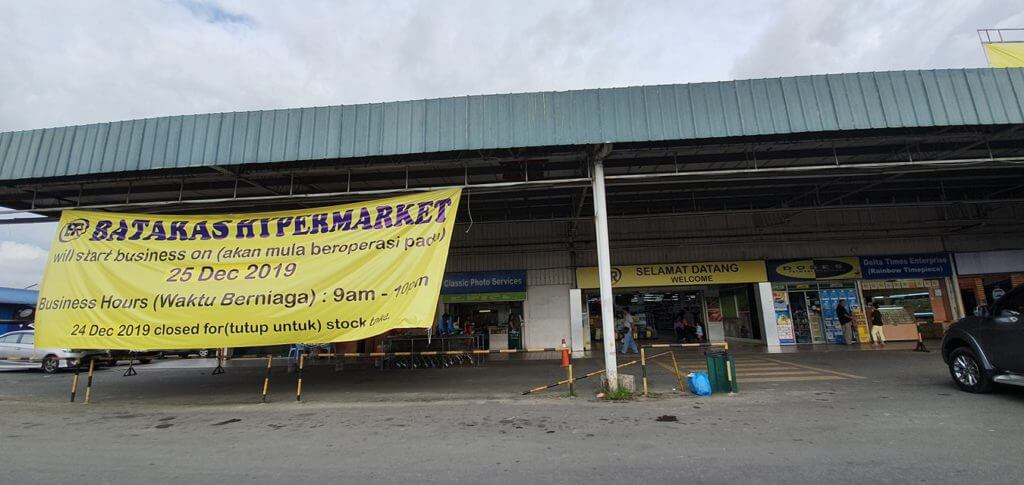 BR BATAKAS HYPERMARKET
will start business on (akan mula beroperasi pada)
25 Dec 2019
Business Hours (Waktu Berniaga) : 9am - 10pm
24 Dec 2019 closed for(tutup untuk) stock take.
Classic Photo Services
SELAMAT DATANG
WELCOME
Delta Times Enterprise
(Rainbow Timepiece)